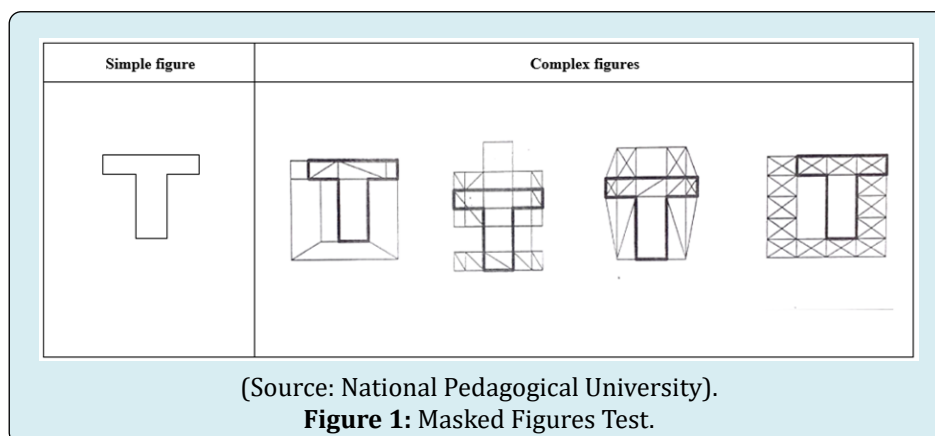 Simple figure
Complex figures
(Source: National Pedagogical University).
Figure 1: Masked Figures Test.